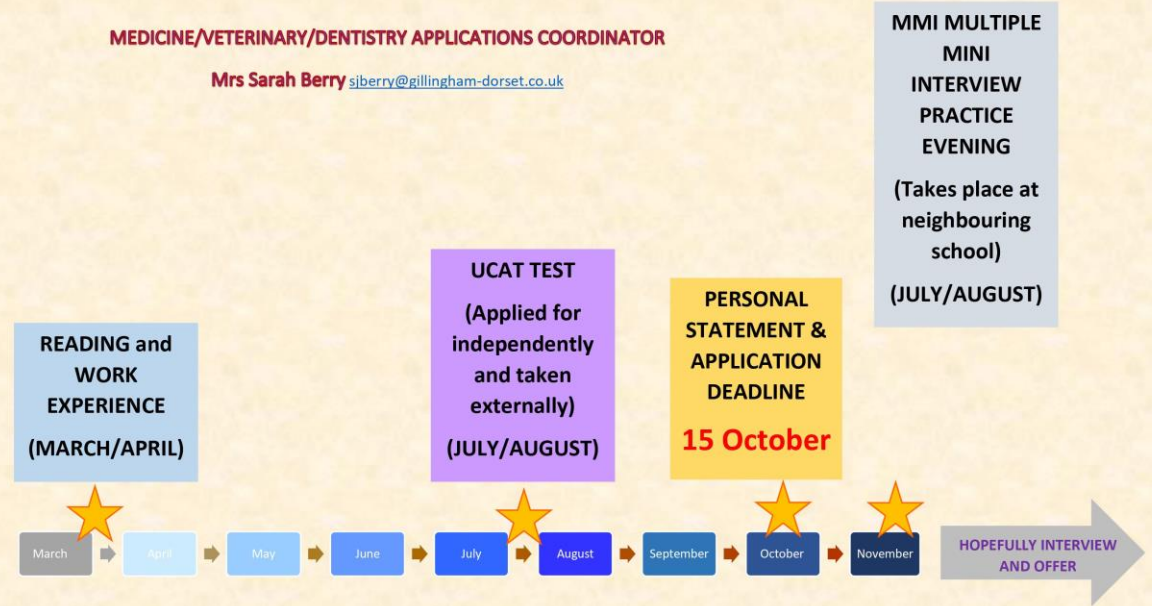 MEDICINE/VETERINARY/DENTISTRY APPLICATIONS COORDINATOR
Mrs Sarah Berry sjberry@gillingham-dorset.co.uk
MMI MULTIPLE
MINI
INTERVIEW
PRACTICE
EVENING
(Takes place at
neighbouring
school)
(JULY/AUGUST)
UCAT TEST
(Applied for
independently
and taken
externally)
(JULY/AUGUST)
PERSONAL
STATEMENT &
APPLICATION
DEADLINE
15 October
READING and
WORK
EXPERIENCE
(MARCH/APRIL)
March
April
May
June
July
August
September
October
November
HOPEFULLY INTERVIEW
AND OFFER